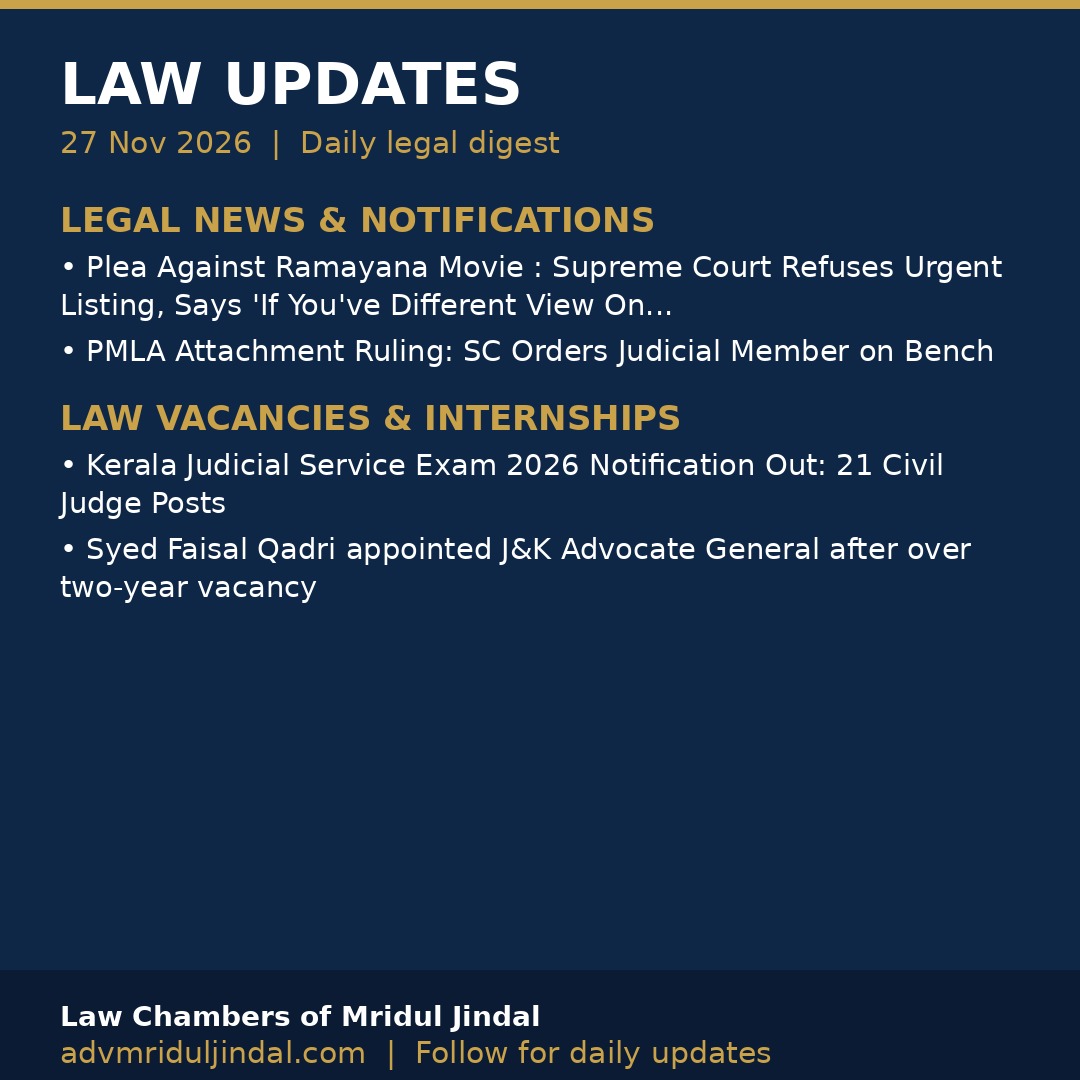 LAW UPDATES
27 Nov 2026 | Daily legal digest
LEGAL NEWS & NOTIFICATIONS
• Plea Against Ramayana Movie : Supreme Court Refuses Urgent
Listing, Says 'If You've Different View On...
• PMLA Attachment Ruling: SC Orders Judicial Member on Bench
LAW VACANCIES & INTERNSHIPS
• Kerala Judicial Service Exam 2026 Notification Out: 21 Civil
Judge Posts
• Syed Faisal Qadri appointed J&K Advocate General after over
two-year vacancy
Law Chambers of Mridul Jindal
advmriduljindal.com | Follow for daily updates